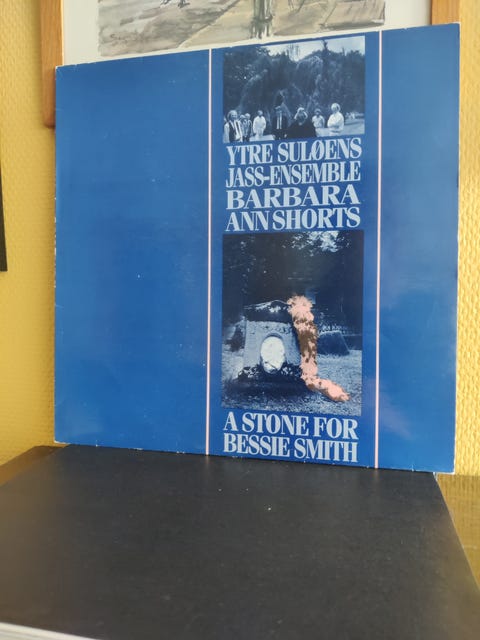 YTRE SULØENS
JASS-ENSEMBLE
BARBARA
ANN SHORTS
A STONE FOR
BESSIE SMITH